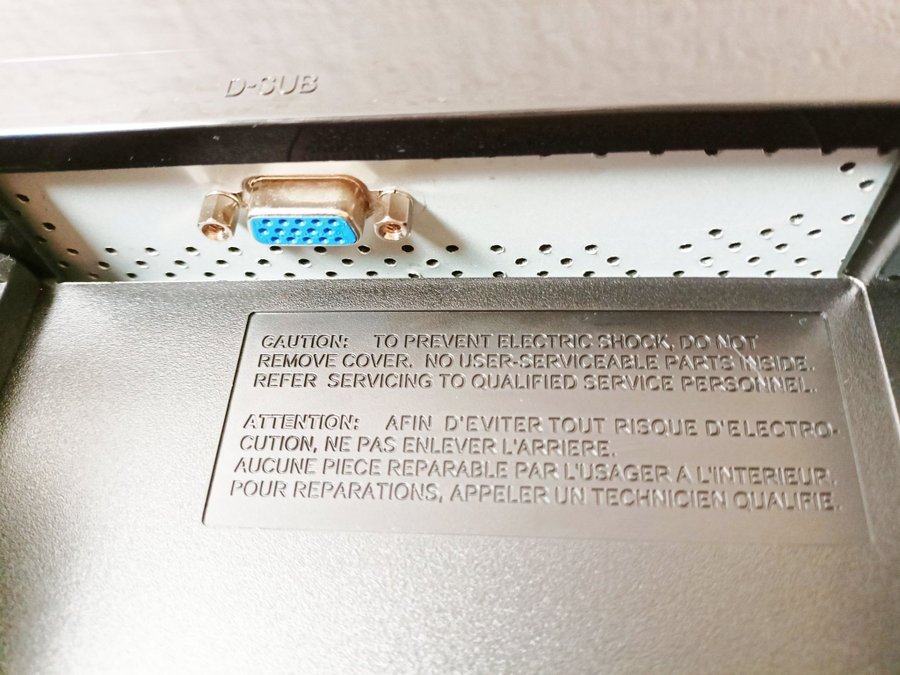 D-SUB
CAUTION: TO PREVENT ELECTRIC SHOCK, DO NOT
REMOVE COVER. NO USER-SERVICEABLE PARTS INSIDE.
REFER SERVICING TO QUALIFIED SERVICE PERSONNEL.
ATTENTION: AFIN D'EVITER TOUT RISQUE D'ELECTRO-
CUTION, NE PAS ENLEVER L'ARRIERE.
AUCUNE PIECE REPARABLE PAR L'USAGER A L'INTERIEUR.
POUR REPARATIONS, APPELER UN TECHNICIEN QUALIFIE.